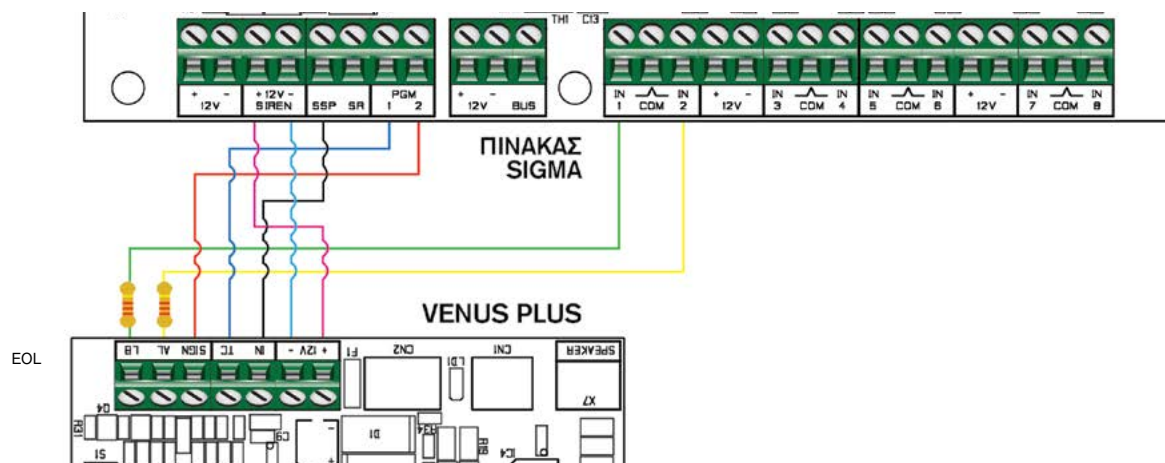 TH1 C13
+ - +12V - PGM + - IN COM IN + - IN COM IN IN COM IN + - IN COM IN
12V SIREN SSP SR 1 2 12V BUS 1 2 12V 3 4 5 6 12V 7 8
ΠΙΝΑΚΑΣ
SIGMA
VENUS PLUS
EOL
LB AL SIGN TC IN - 12V + F1 CN2 LD1 CN1 SPEAKER
X7
Q4
R31 C9 D1 R34 R19 IC4
S1
- +